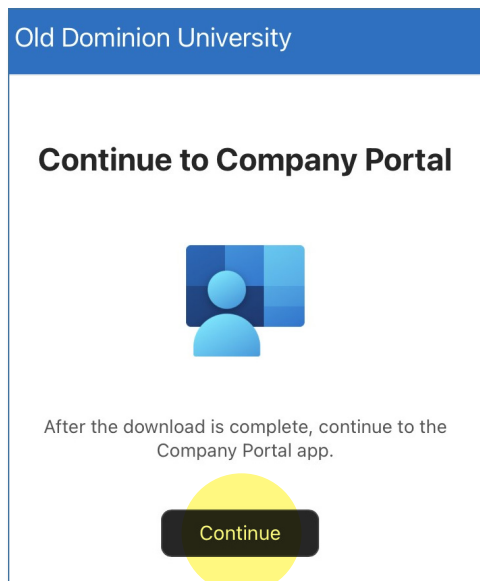 Old Dominion University
Continue to Company Portal
After the download is complete, continue to the
Company Portal app.
Continue